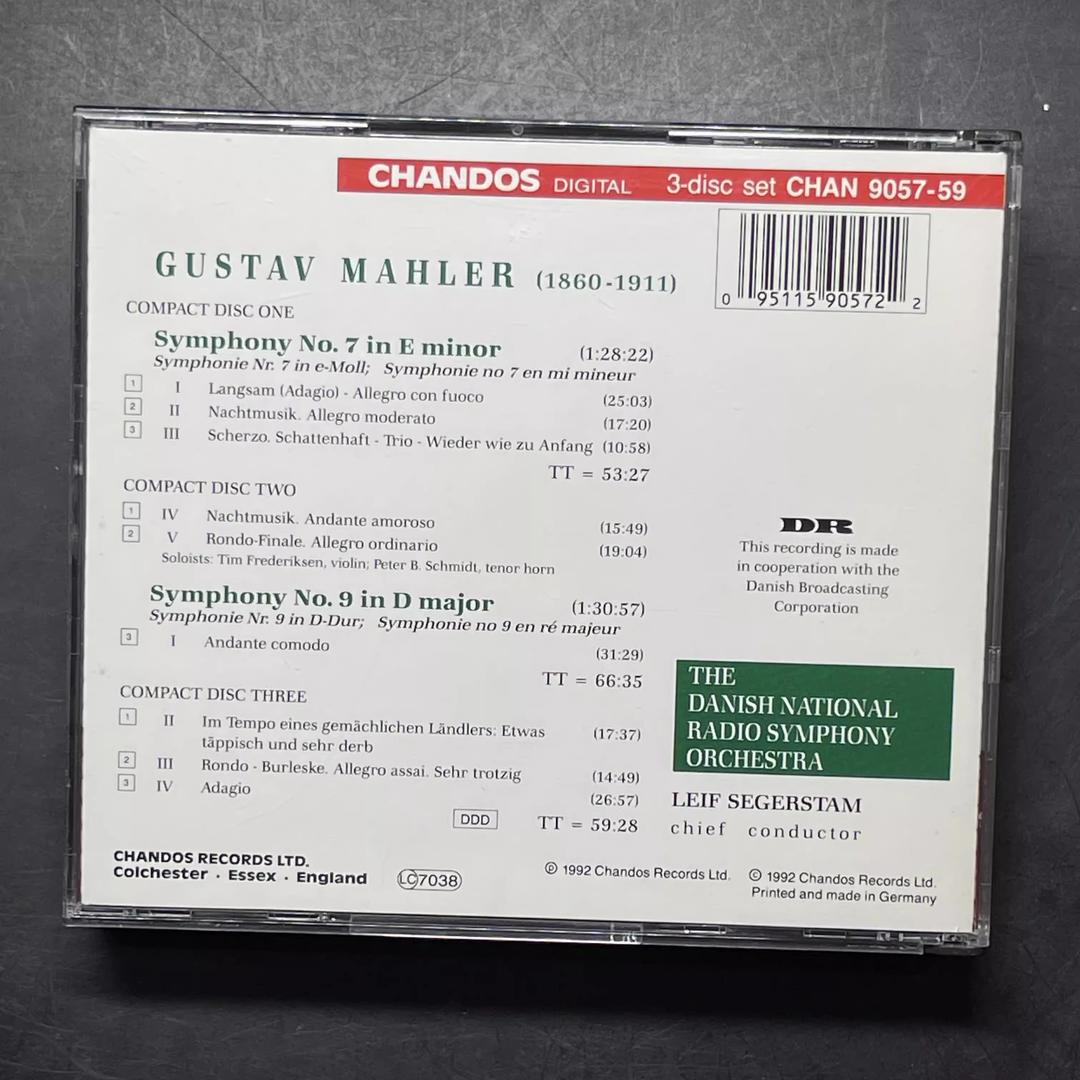 CHANDOS DIGITAL 3-disc set CHAN 9057-59
0 95115 90572 2
GUSTAV MAHLER (1860-1911)
COMPACT DISC ONE
Symphony No. 7 in E minor (1:28:22)
Symphonie Nr. 7 in e-Moll; Symphonie no 7 en mi mineur
1 I Langsam (Adagio) - Allegro con fuoco (25:03)
2 II Nachtmusik. Allegro moderato (17:20)
3 III Scherzo. Schattenhaft - Trio - Wieder wie zu Anfang (10:58)
TT = 53:27
COMPACT DISC TWO
1 IV Nachtmusik. Andante amoroso (15:49)
2 V Rondo-Finale. Allegro ordinario (19:04)
Soloists: Tim Frederiksen, violin; Peter B. Schmidt, tenor horn
Symphony No. 9 in D major (1:30:57)
Symphonie Nr. 9 in D-Dur; Symphonie no 9 en ré majeur
3 I Andante comodo (31:29)
TT = 66:35
COMPACT DISC THREE
1 II Im Tempo eines gemächlichen Ländlers: Etwas (17:37)
täppisch und sehr derb
2 III Rondo - Burleske. Allegro assai. Sehr trotzig (14:49)
3 IV Adagio (26:57)
DDD TT = 59:28
DR
This recording is made
in cooperation with the
Danish Broadcasting
Corporation
THE
DANISH NATIONAL
RADIO SYMPHONY
ORCHESTRA
LEIF SEGERSTAM
chief conductor
CHANDOS RECORDS LTD.
Colchester · Essex · England
LC 7038
℗ 1992 Chandos Records Ltd. © 1992 Chandos Records Ltd.
Printed and made in Germany